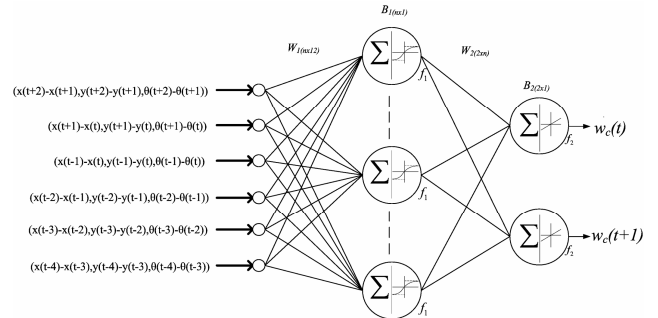 B1(nx1)
W1(nx12)
W2(2xn)
Σ
f1
B2(2x1)
(x(t+2)-x(t+1),y(t+2)-y(t+1),θ(t+2)-θ(t+1))
(x(t+1)-x(t),y(t+1)-y(t),θ(t+1)-θ(t))
Σ
f2
wc(t)
(x(t-1)-x(t),y(t-1)-y(t),θ(t-1)-θ(t))
Σ
f1
(x(t-2)-x(t-1),y(t-2)-y(t-1),θ(t-2)-θ(t-1))
(x(t-3)-x(t-2),y(t-3)-y(t-2),θ(t-3)-θ(t-2))
Σ
f2
wc(t+1)
(x(t-4)-x(t-3),y(t-4)-y(t-3),θ(t-4)-θ(t-3))
Σ
f1